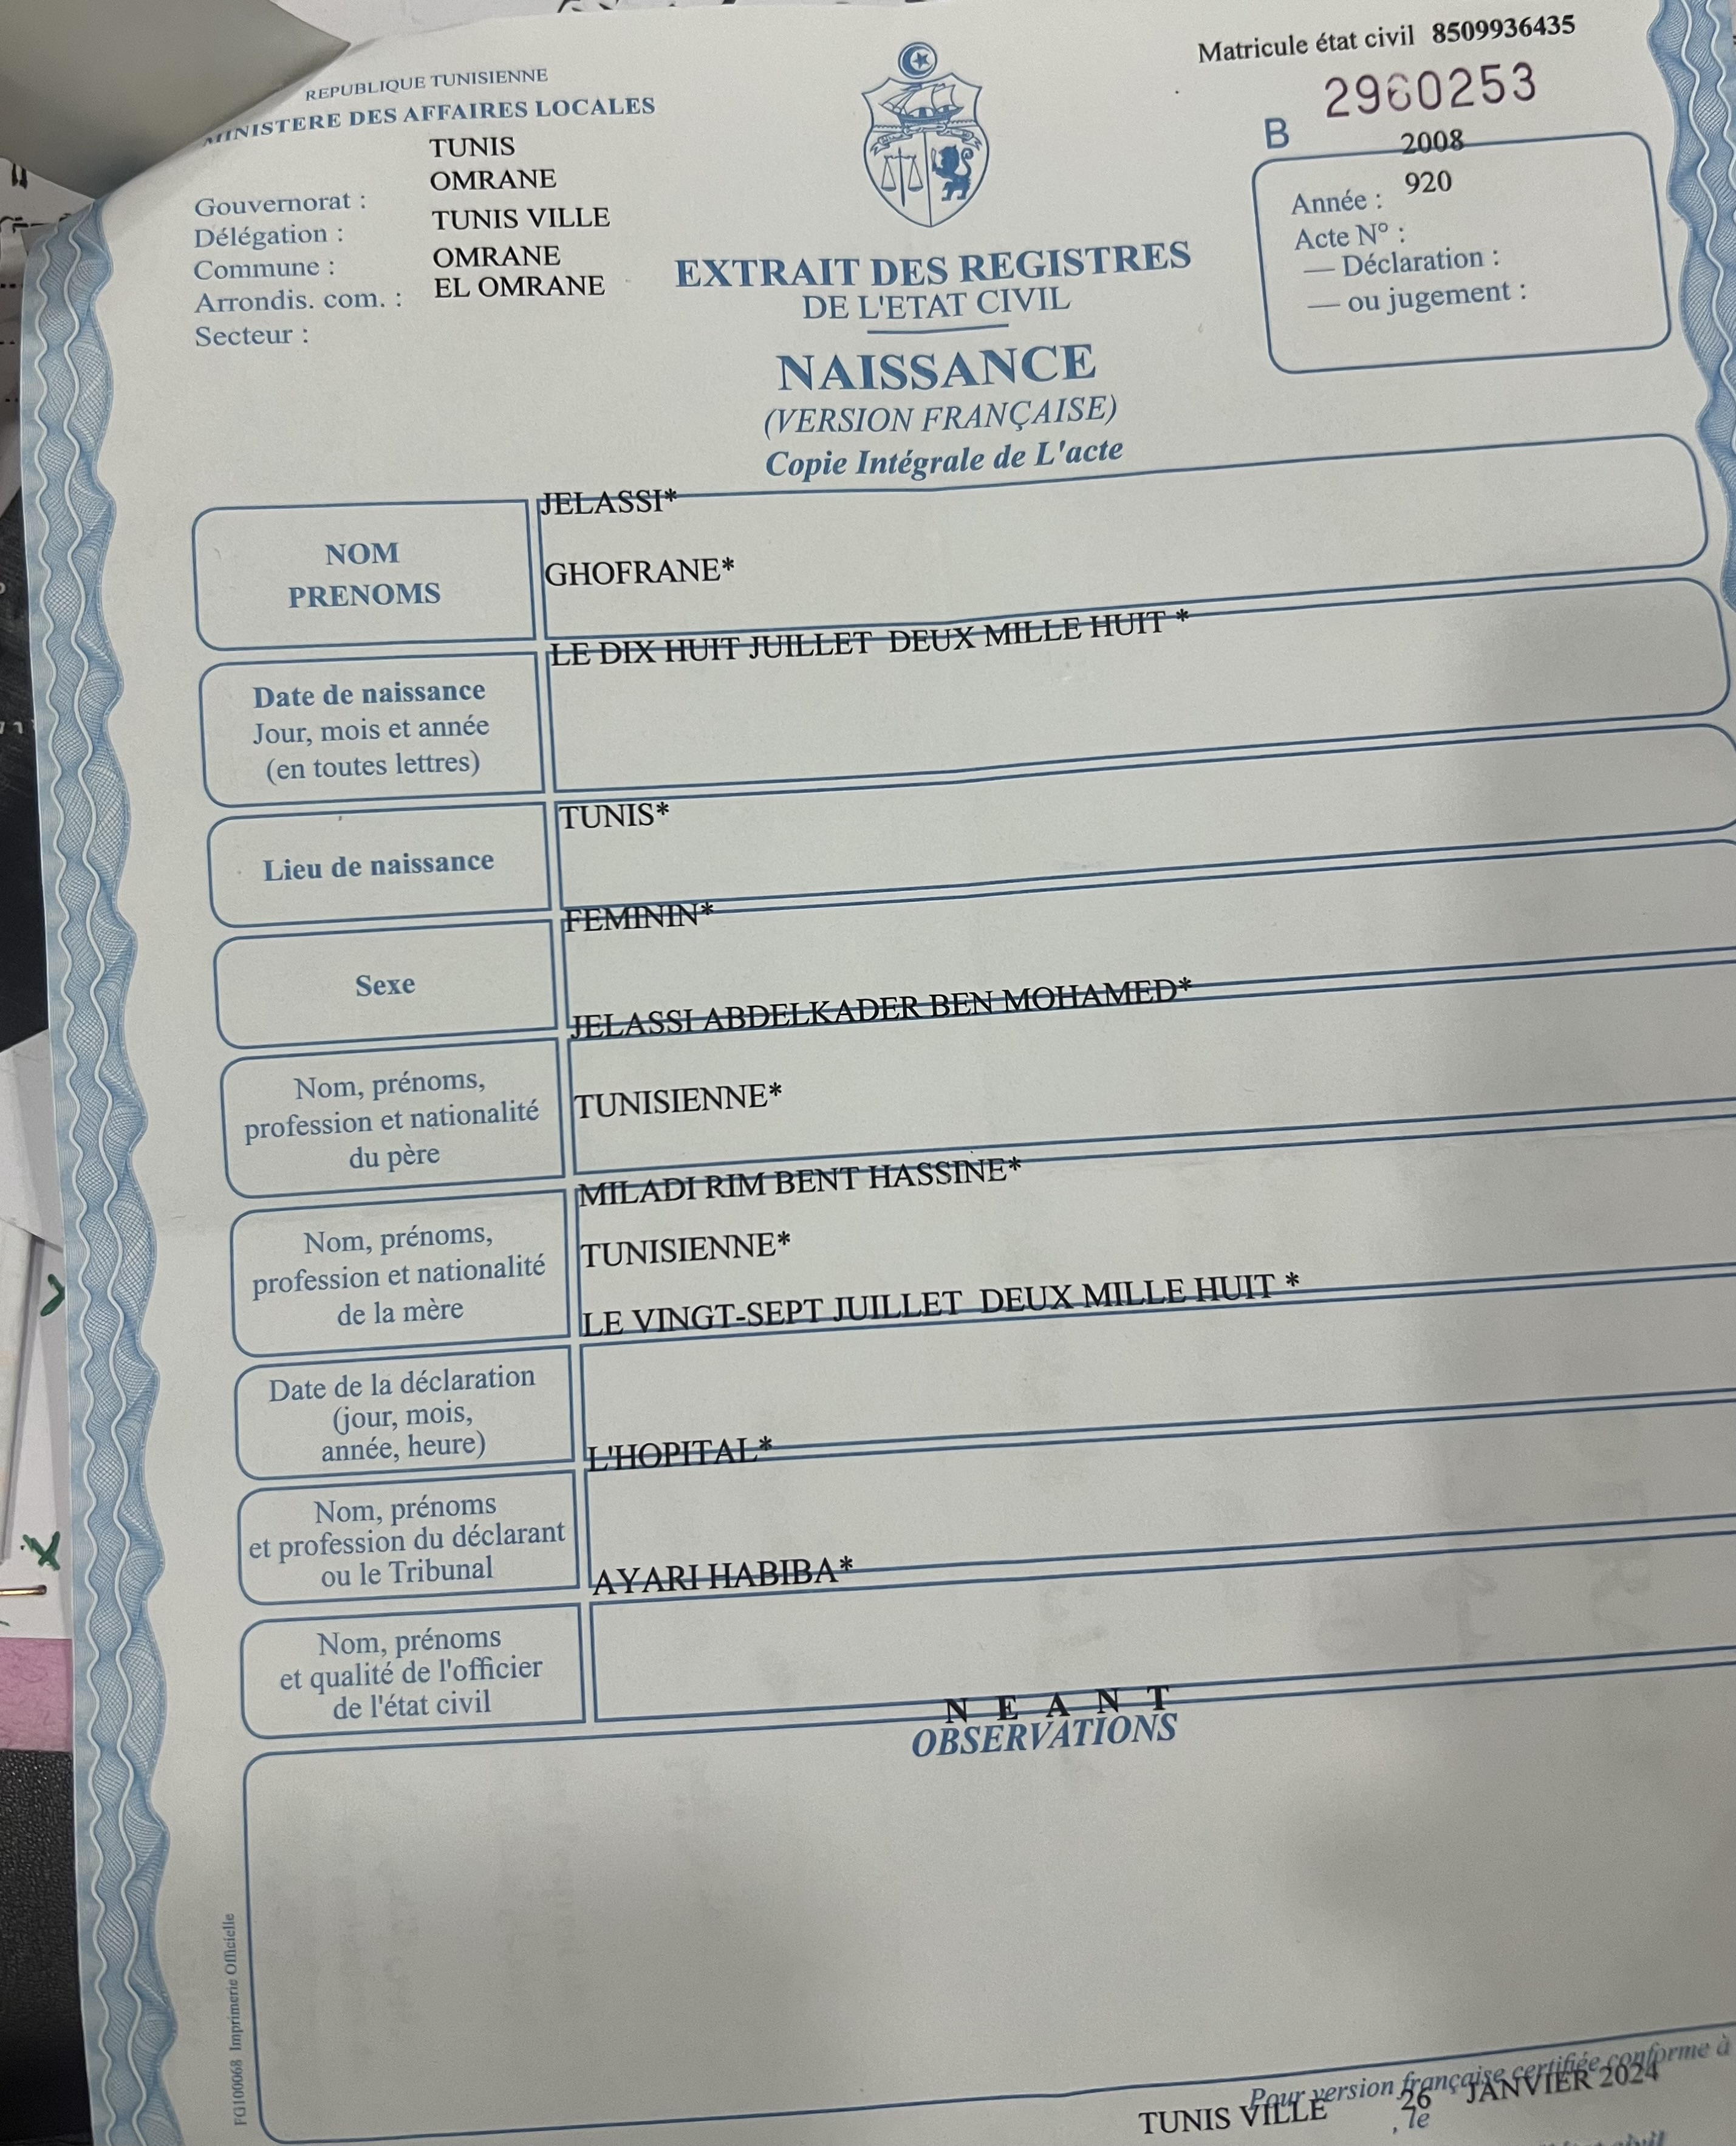 REPUBLIQUE TUNISIENNE
MINISTERE DES AFFAIRES LOCALES
TUNIS
OMRANE
Gouvernorat :
Délégation :
TUNIS VILLE
Commune :
OMRANE
Arrondis. com. :
EL OMRANE
Secteur :
Matricule état civil 8509936435
B 2960253
2008
Année : 920
Acte N° :
— Déclaration :
— ou jugement :
EXTRAIT DES REGISTRES
DE L'ETAT CIVIL
NAISSANCE
(VERSION FRANÇAISE)
Copie Intégrale de L'acte
JELASSI*
NOM
PRENOMS
GHOFRANE*
LE DIX HUIT JUILLET DEUX MILLE HUIT *
Date de naissance
Jour, mois et année
(en toutes lettres)
TUNIS*
Lieu de naissance
FEMININ*
Sexe
JELASSI ABDELKADER BEN MOHAMED*
Nom, prénoms,
profession et nationalité
du père
TUNISIENNE*
MILADI RIM BENT HASSINE*
Nom, prénoms,
profession et nationalité
de la mère
TUNISIENNE*
LE VINGT-SEPT JUILLET DEUX MILLE HUIT *
Date de la déclaration
(jour, mois,
année, heure)
L'HOPITAL*
Nom, prénoms
et profession du déclarant
ou le Tribunal
AYARI HABIBA*
Nom, prénoms
et qualité de l'officier
de l'état civil
N E A N T
OBSERVATIONS
FG100068 Imprimerie Officielle
Pour version française certifiée conforme à
TUNIS VILLE 26 JANVIER 2024
, le